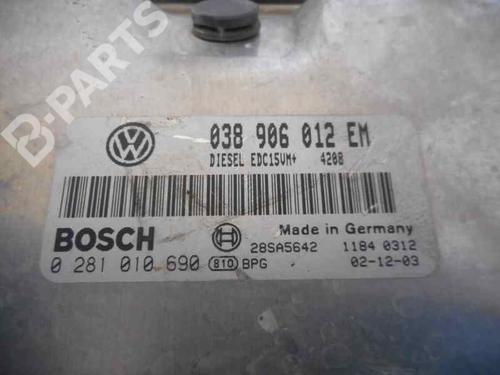 B-PARTS
038 906 012 EM
DIESEL EDC15VM+ 4208
BOSCH
Made in Germany
28SA5642 1184 0312
0 281 010 690 810 BPG 02-12-03